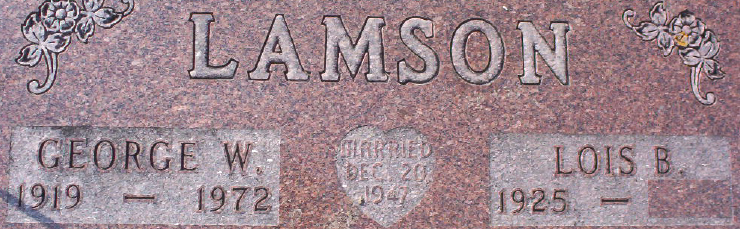 LAMSON
GEORGE W.
1919 — 1972
MARRIED
DEC. 20
1947
LOIS B.
1925 —